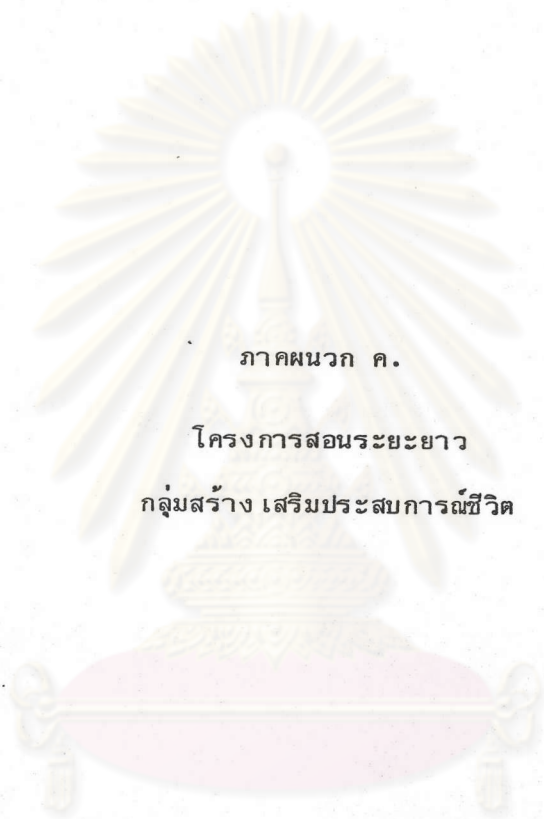 ภาคผนวก ค.
โครงการสอนระยะยาว
กลุ่มสร้างเสริมประสบการณ์ชีวิต